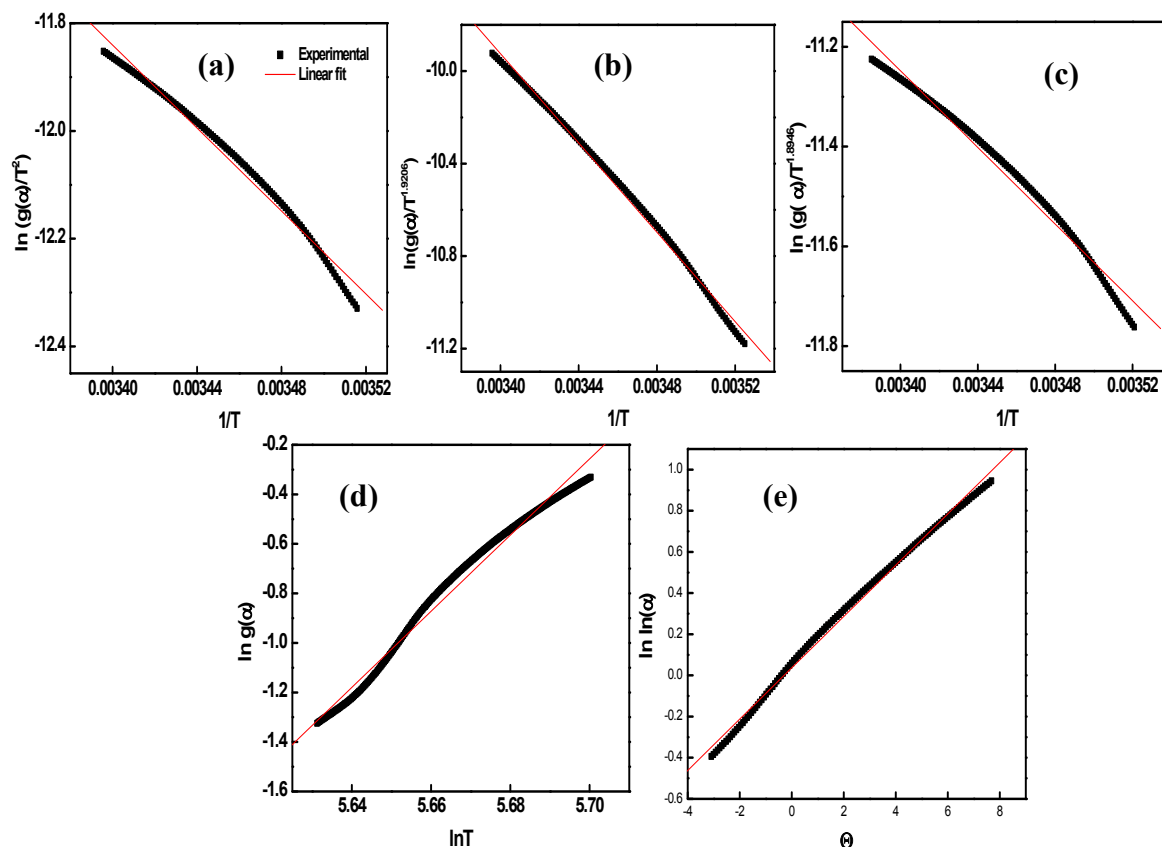 -11.8
-12.0
-12.2
-12.4
ln (g(α)/T²)
(a)
Experimental
Linear fit
0.00340 0.00344 0.00348 0.00352
1/T
-10.0
-10.4
-10.8
-11.2
ln(g(α)/T^1.9206)
(b)
0.00340 0.00344 0.00348 0.00352
1/T
-11.2
-11.4
-11.6
-11.8
ln (g( α)/T^1.8946)
(c)
0.00340 0.00344 0.00348 0.00352
1/T
-0.2
-0.4
-0.6
-0.8
-1.0
-1.2
-1.4
-1.6
ln g(α)
(d)
5.64 5.66 5.68 5.70
lnT
1.0
0.8
0.6
0.4
0.2
0.0
-0.2
-0.4
-0.6
ln ln(α)
(e)
-4 -2 0 2 4 6 8
Θ